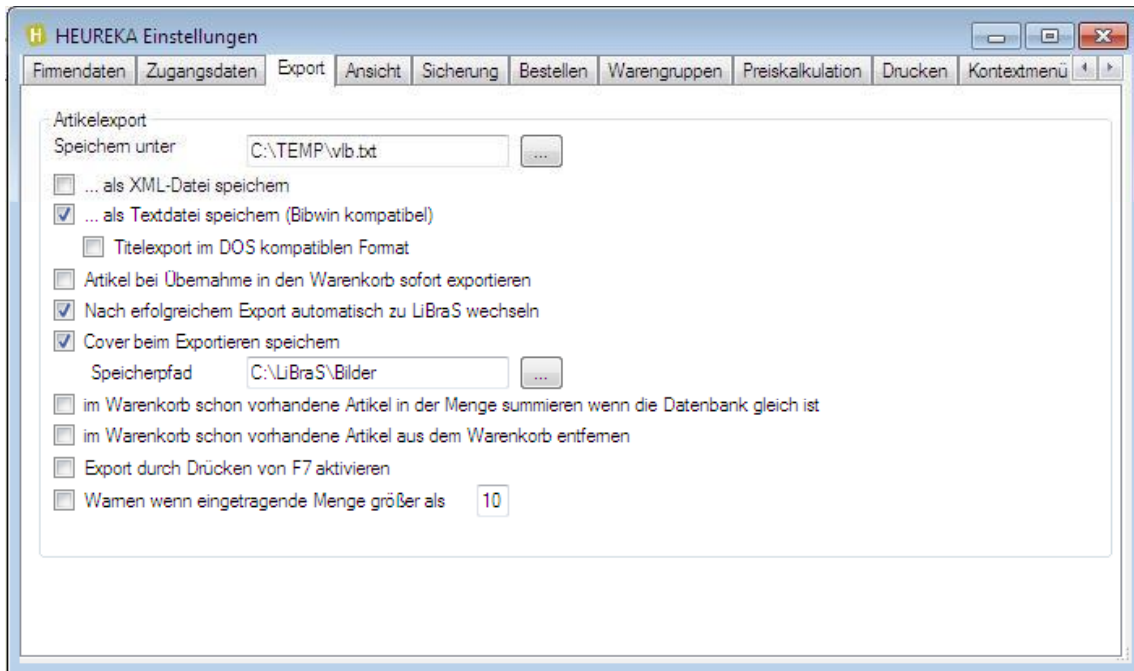 HEUREKA Einstellungen
Firmendaten Zugangsdaten Export Ansicht Sicherung Bestellen Warengruppen Preiskalkulation Drucken Kontextmenü
Artikelexport
Speichern unter C:\TEMP\vlb.txt ...
... als XML-Datei speichern
... als Textdatei speichern (Bibwin kompatibel)
Titelexport im DOS kompatiblen Format
Artikel bei Übernahme in den Warenkorb sofort exportieren
Nach erfolgreichem Export automatisch zu LiBraS wechseln
Cover beim Exportieren speichern
Speicherpfad C:\LiBraS\Bilder ...
im Warenkorb schon vorhandene Artikel in der Menge summieren wenn die Datenbank gleich ist
im Warenkorb schon vorhandene Artikel aus dem Warenkorb entfernen
Export durch Drücken von F7 aktivieren
Warnen wenn eingetragende Menge größer als 10